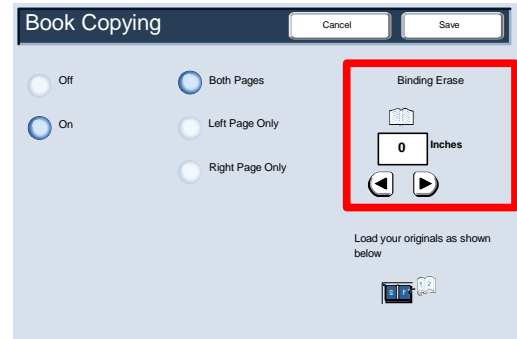 Book Copying
Cancel
Save
Off
Both Pages
Binding Erase
On
Left Page Only
0 Inches
Right Page Only
Load your originals as shown
below